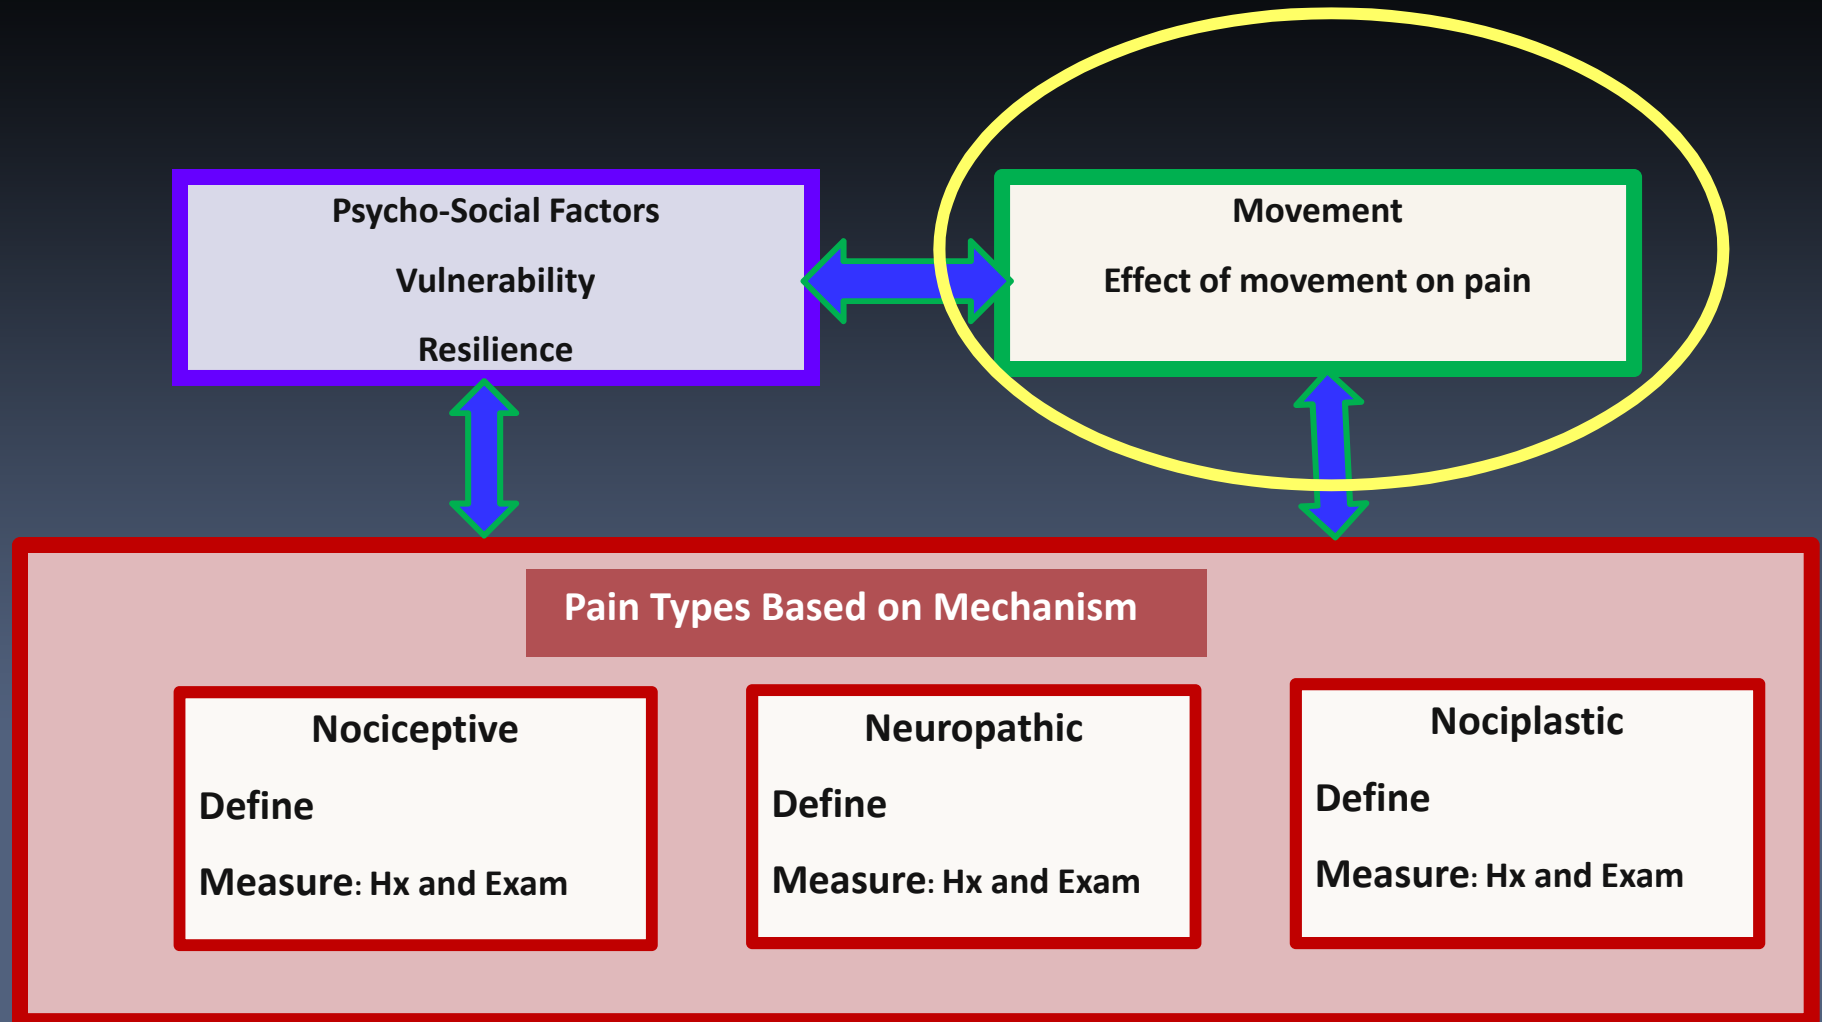 Psycho-Social Factors
Vulnerability
Resilience
Movement
Effect of movement on pain
Pain Types Based on Mechanism
Nociceptive
Define
Measure: Hx and Exam
Neuropathic
Define
Measure: Hx and Exam
Nociplastic
Define
Measure: Hx and Exam